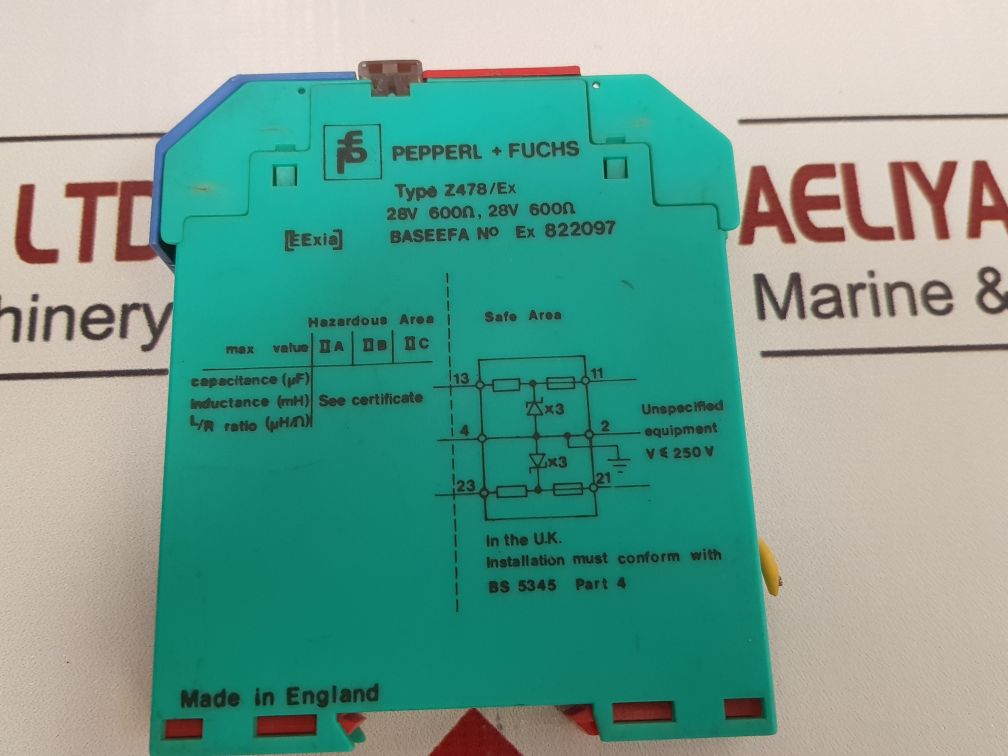 PEPPERL + FUCHS
Type Z478/Ex
28V 600Ω, 28V 600Ω
[EExia] BASEEFA Nº Ex 822097
Hazardous Area
Safe Area
max value IIA IIB IIC
capacitance (µF)
inductance (mH) See certificate
L/R ratio (µH/Ω)
13 11
x3
4 2
x3
23 21
Unspecified
equipment
V ≤ 250 V
In the U.K.
Installation must conform with
BS 5345 Part 4
Made in England
LTD
hinery
AELIYA
Marine &